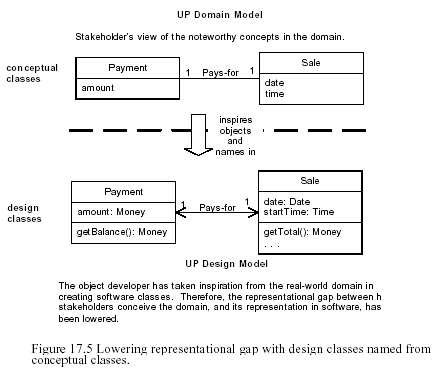 UP Domain Model
Stakeholder's view of the noteworthy concepts in the domain.
conceptual
classes
Payment
amount
1 Pays-for 1
Sale
date
time
inspires
objects
and
names in
design
classes
Payment
amount: Money
getBalance(): Money
1 Pays-for 1
Sale
date: Date
startTime: Time
getTotal(): Money
. . .
UP Design Model
The object developer has taken inspiration from the real-world domain in
creating software classes. Therefore, the representational gap between h
stakeholders conceive the domain, and its representation in software, has
been lowered.
Figure 17.5 Lowering representational gap with design classes named from
conceptual classes.